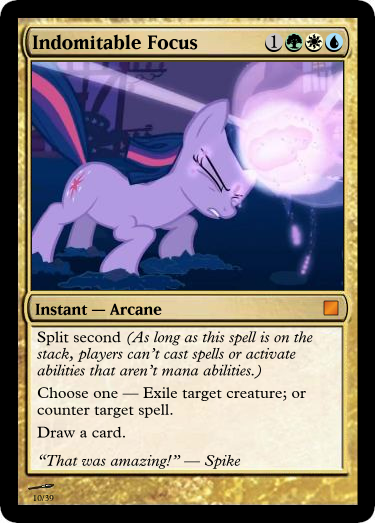 Indomitable Focus 1
Instant — Arcane
Split second (As long as this spell is on the
stack, players can't cast spells or activate
abilities that aren't mana abilities.)
Choose one — Exile target creature; or
counter target spell.
Draw a card.
"That was amazing!" — Spike
10/39